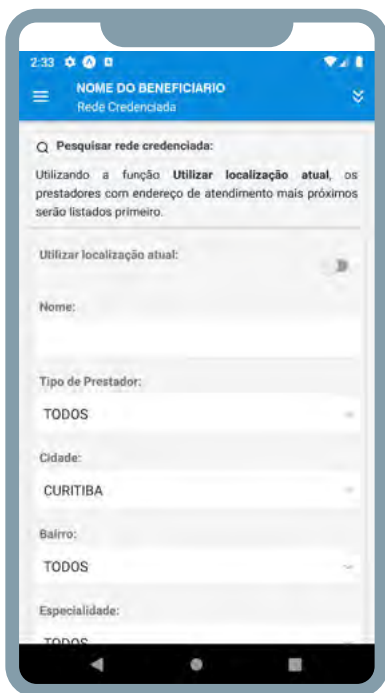 2:33
NOME DO BENEFICIARIO
Rede Credenciada
Pesquisar rede credenciada:
Utilizando a função Utilizar localização atual, os
prestadores com endereço de atendimento mais próximos
serão listados primeiro.
Utilizar localização atual:
Nome:
Tipo de Prestador:
TODOS
Cidade:
CURITIBA
Bairro:
TODOS
Especialidade:
TODOS